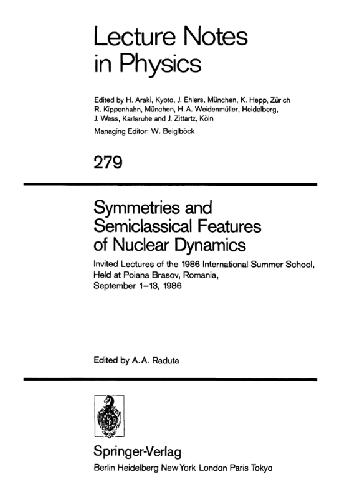 Lecture Notes
in Physics
Edited by H. Araki, Kyoto, J. Ehlers, München, K. Hepp, Zürich
R. Kippenhahn, München, H. A. Weidenmüller, Heidelberg,
J. Wess, Karlsruhe and J. Zittartz, Köln
Managing Editor: W. Beiglböck
279
Symmetries and
Semiclassical Features
of Nuclear Dynamics
Invited Lectures of the 1986 International Summer School,
Held at Poiana Brasov, Romania,
September 1–13, 1986
Edited by A.A. Raduta
Springer-Verlag
Berlin Heidelberg New York London Paris Tokyo